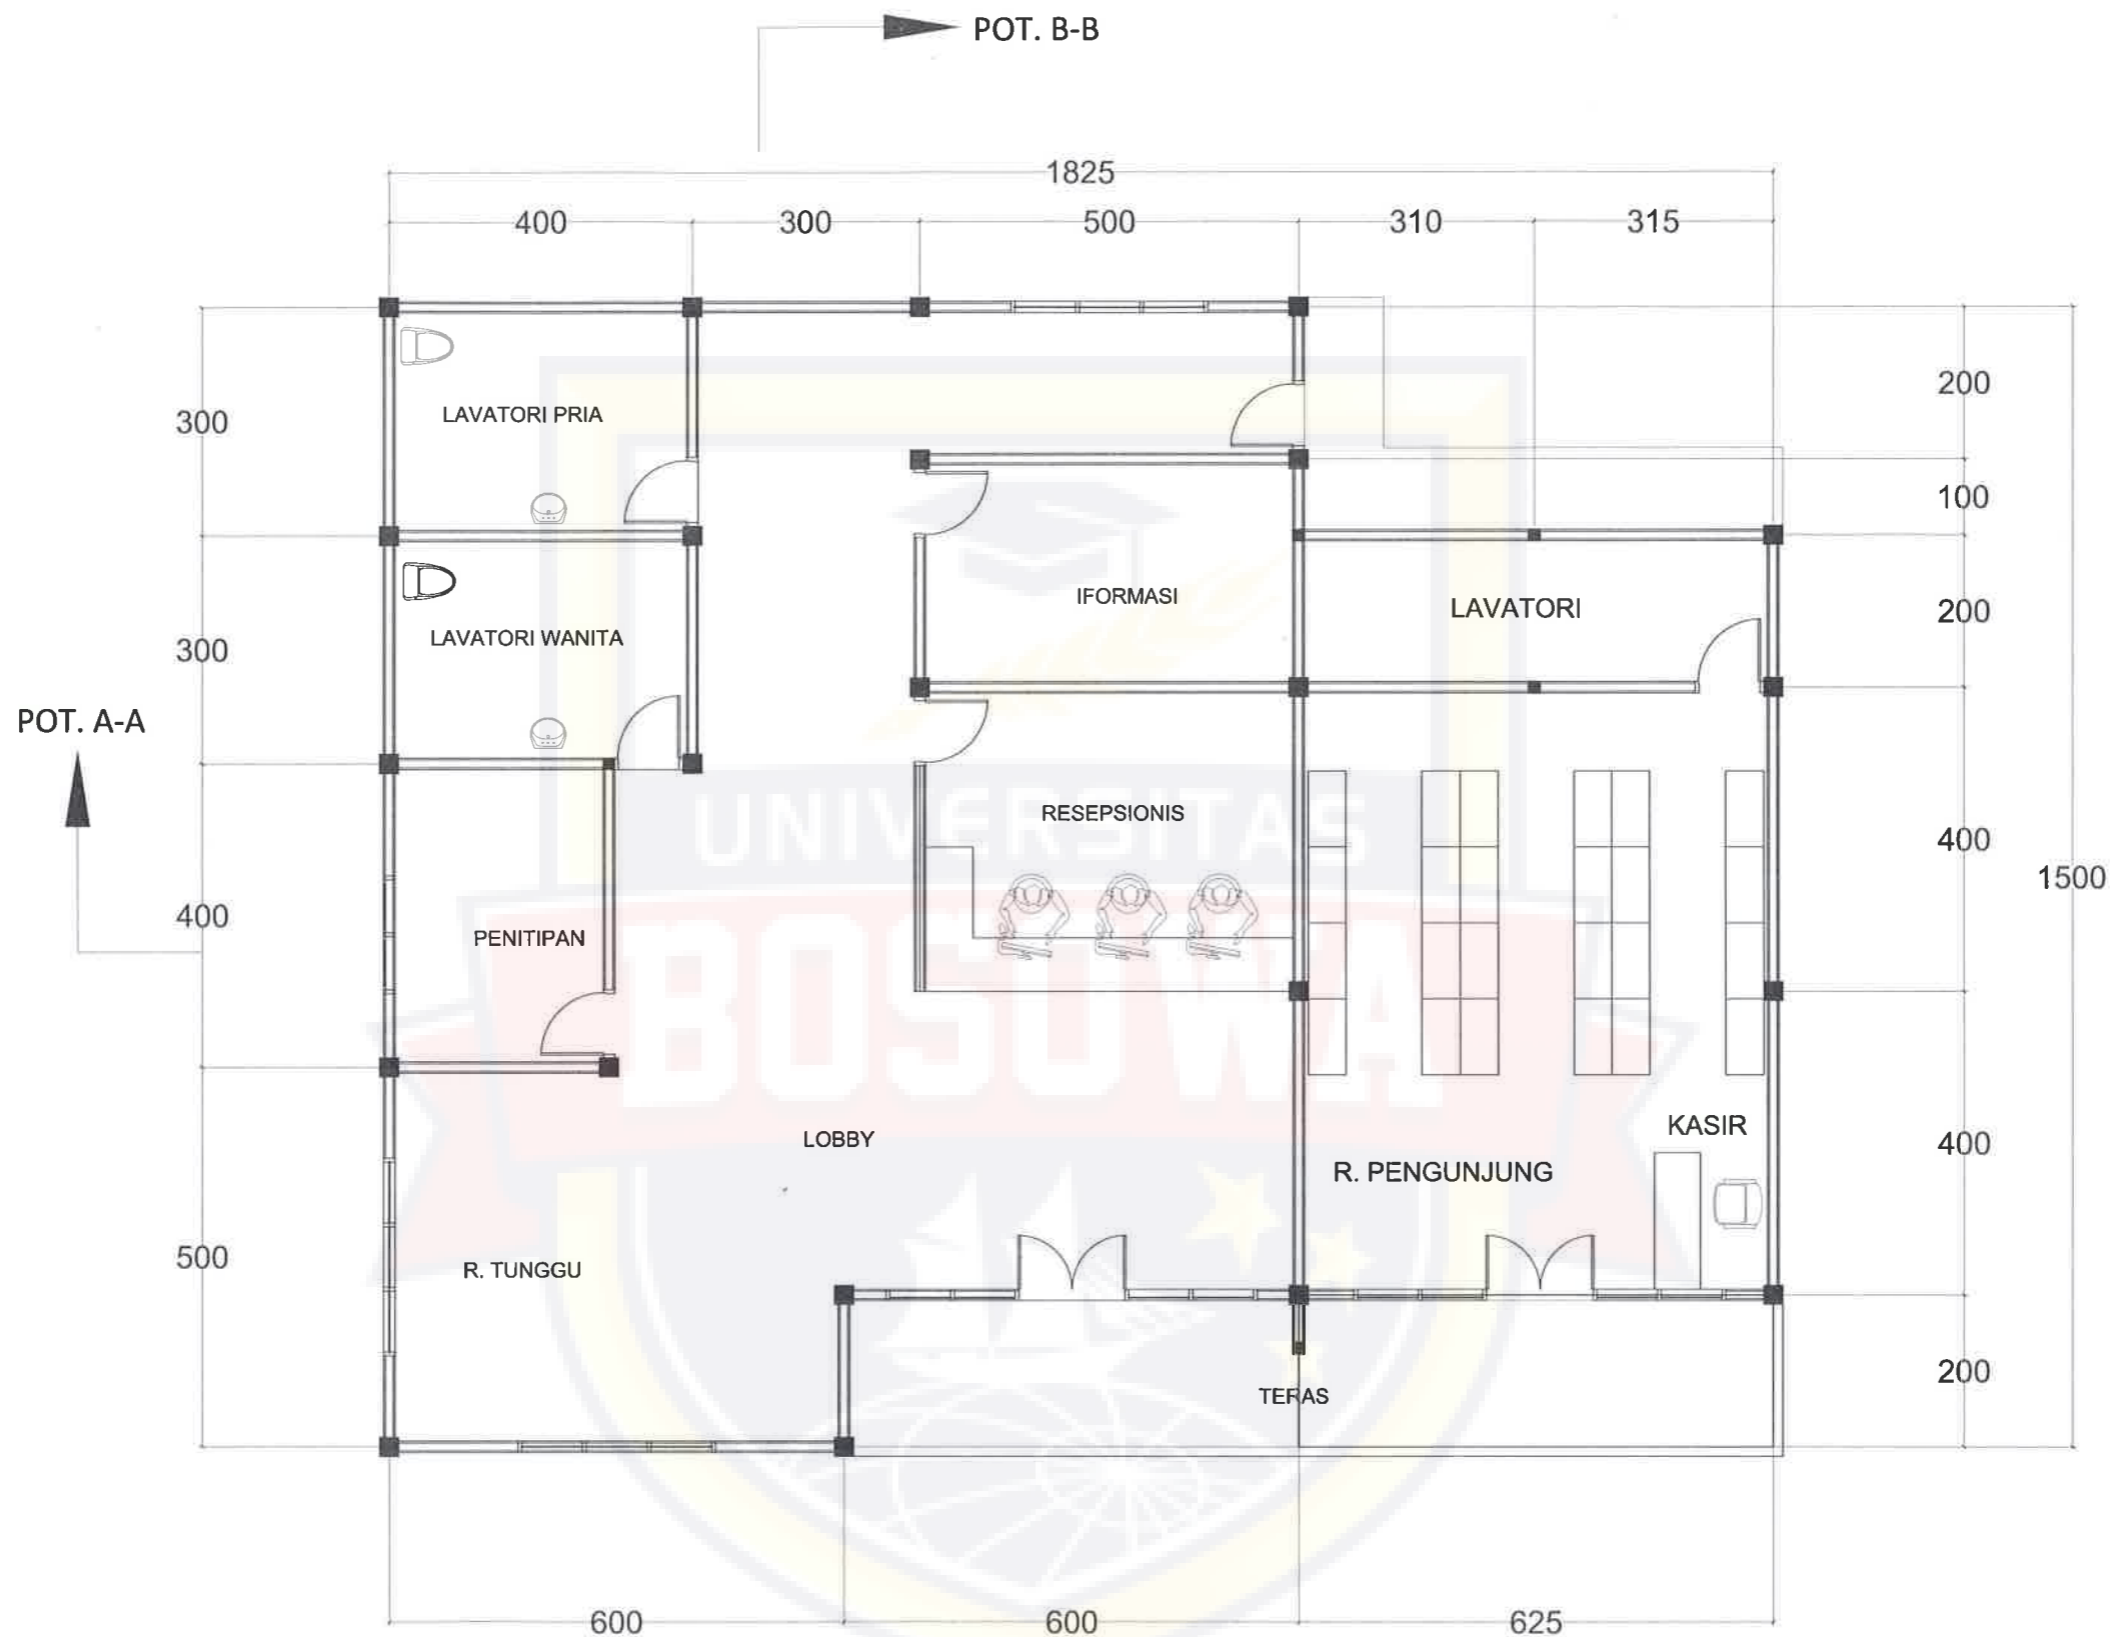 POT. B-B
1825
400 300 500 310 315
LAVATORI PRIA
200
300
100
IFORMASI
LAVATORI
200
LAVATORI WANITA
300
POT. A-A
UNIVERSITAS
RESEPSIONIS
400
1500
400
PENITIPAN
BOSOWA
LOBBY
KASIR
400
R. PENGUNJUNG
500
R. TUNGGU
200
TERAS
600 600 625